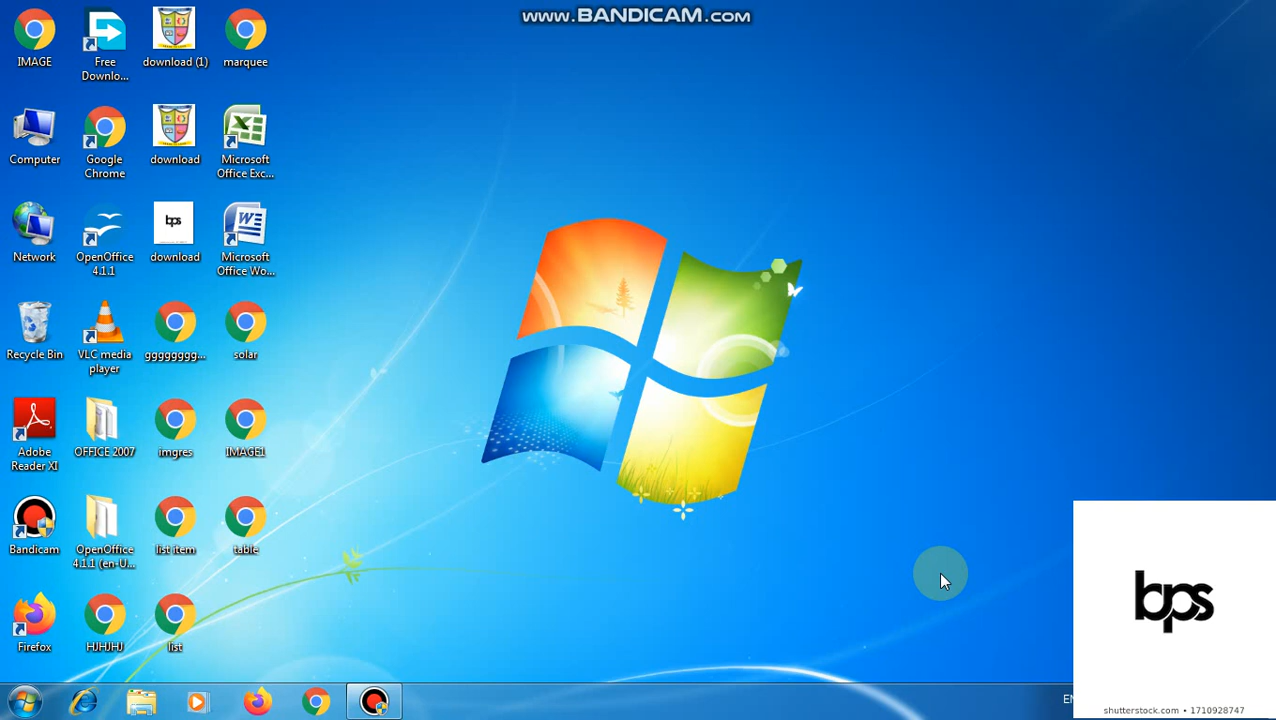 www.BANDICAM.com
IMAGE
Free
Downlo...
download (1)
marquee
Computer
Google
Chrome
download
Microsoft
Office Exc...
Network
OpenOffice
4.1.1
bps
download
Microsoft
Office Wo...
Recycle Bin
VLC media
player
gggggggg...
solar
Adobe
Reader XI
OFFICE 2007
imgres
IMAGE1
Bandicam
OpenOffice
4.1.1 (en-U...
list item
table
Firefox
HJHJHJ
list
EN
bps
shutterstock.com • 1710928747